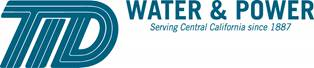 TID
WATER & POWER
Serving Central California since 1887